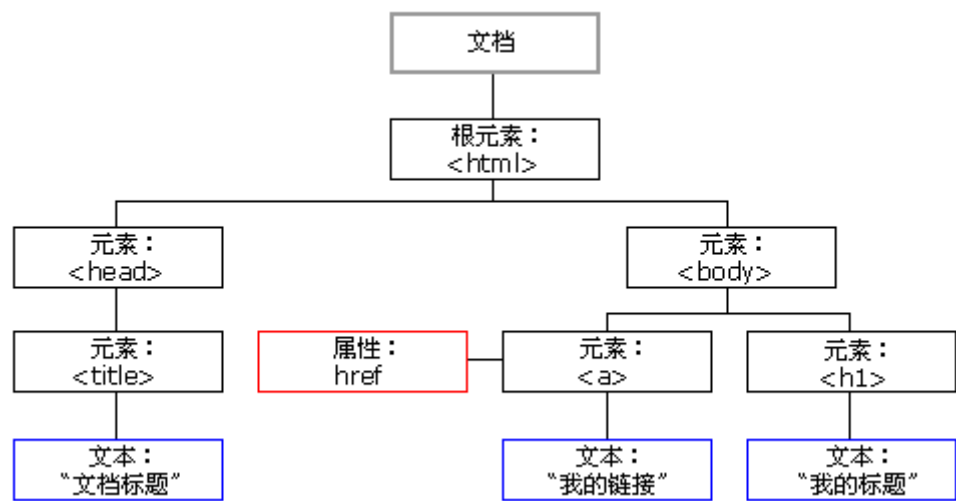 文档
根元素：
<html>
元素：
<head>
元素：
<body>
元素：
<title>
属性：
href
元素：
<a>
元素：
<h1>
文本：
“文档标题”
文本：
“我的链接”
文本：
“我的标题”